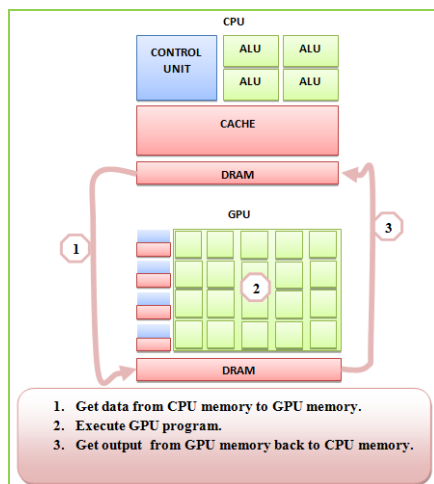 CPU
CONTROL
UNIT
ALU
ALU
ALU
ALU
CACHE
DRAM
GPU
1
2
3
DRAM
1. Get data from CPU memory to GPU memory.
2. Execute GPU program.
3. Get output from GPU memory back to CPU memory.